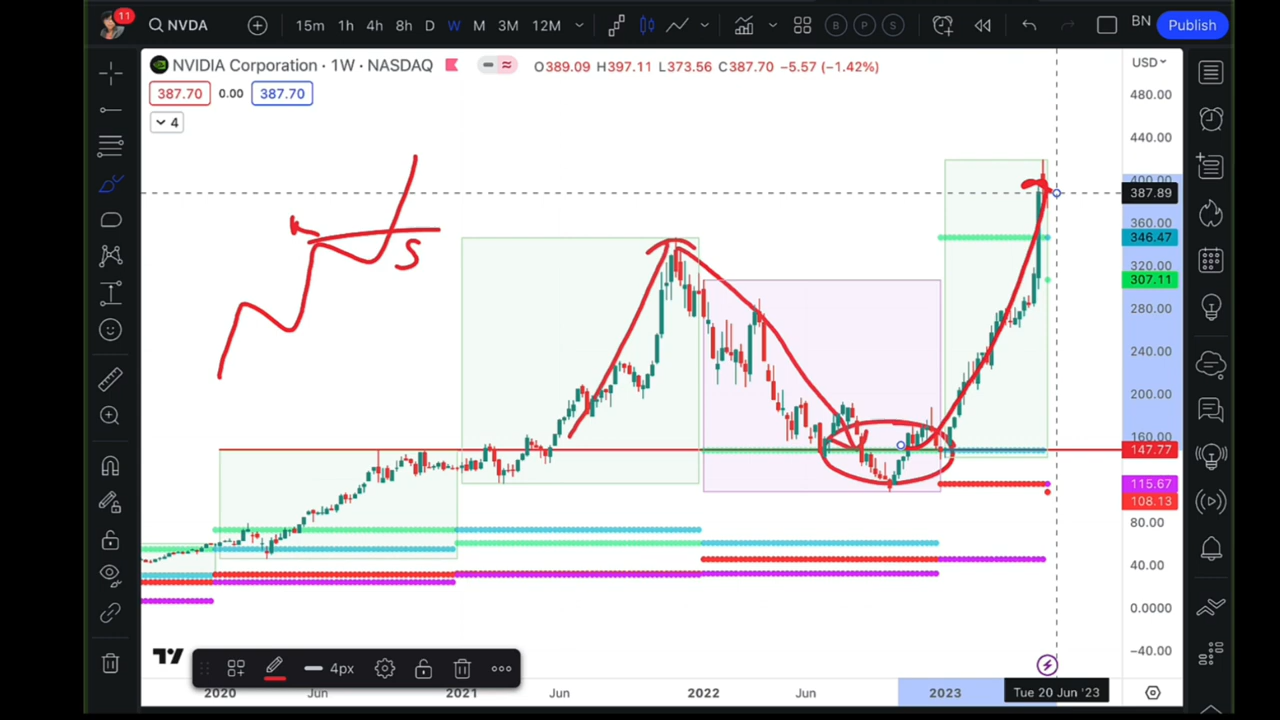 11
NVDA
15m 1h 4h 8h D W M 3M 12M
B P S
BN
Publish
NVIDIA Corporation · 1W · NASDAQ
O389.09 H397.11 L373.56 C387.70 −5.57 (−1.42%)
USD
387.70 0.00 387.70
4
480.00
440.00
400.00
387.89
360.00
346.47
320.00
307.11
280.00
240.00
200.00
160.00
147.77
115.67
108.13
80.00
40.00
0.0000
−40.00
S
4px
2020 Jun 2021 Jun 2022 Jun 2023 Tue 20 Jun '23